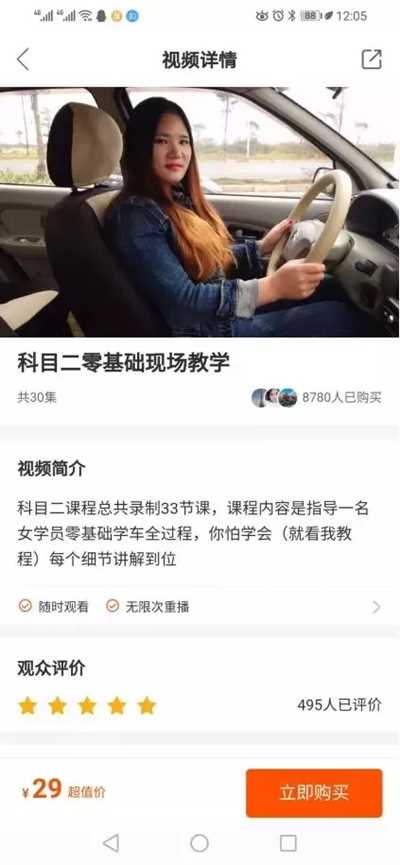 46 46 88 12:05
视频详情
科目二零基础现场教学
共30集 8780人已购买
视频简介
科目二课程总共录制33节课，课程内容是指导一名
女学员零基础学车全过程，你怕学会（就看我教
程）每个细节讲解到位
随时观看 无限次重播
观众评价
495人已评价
¥29 超值价 立即购买